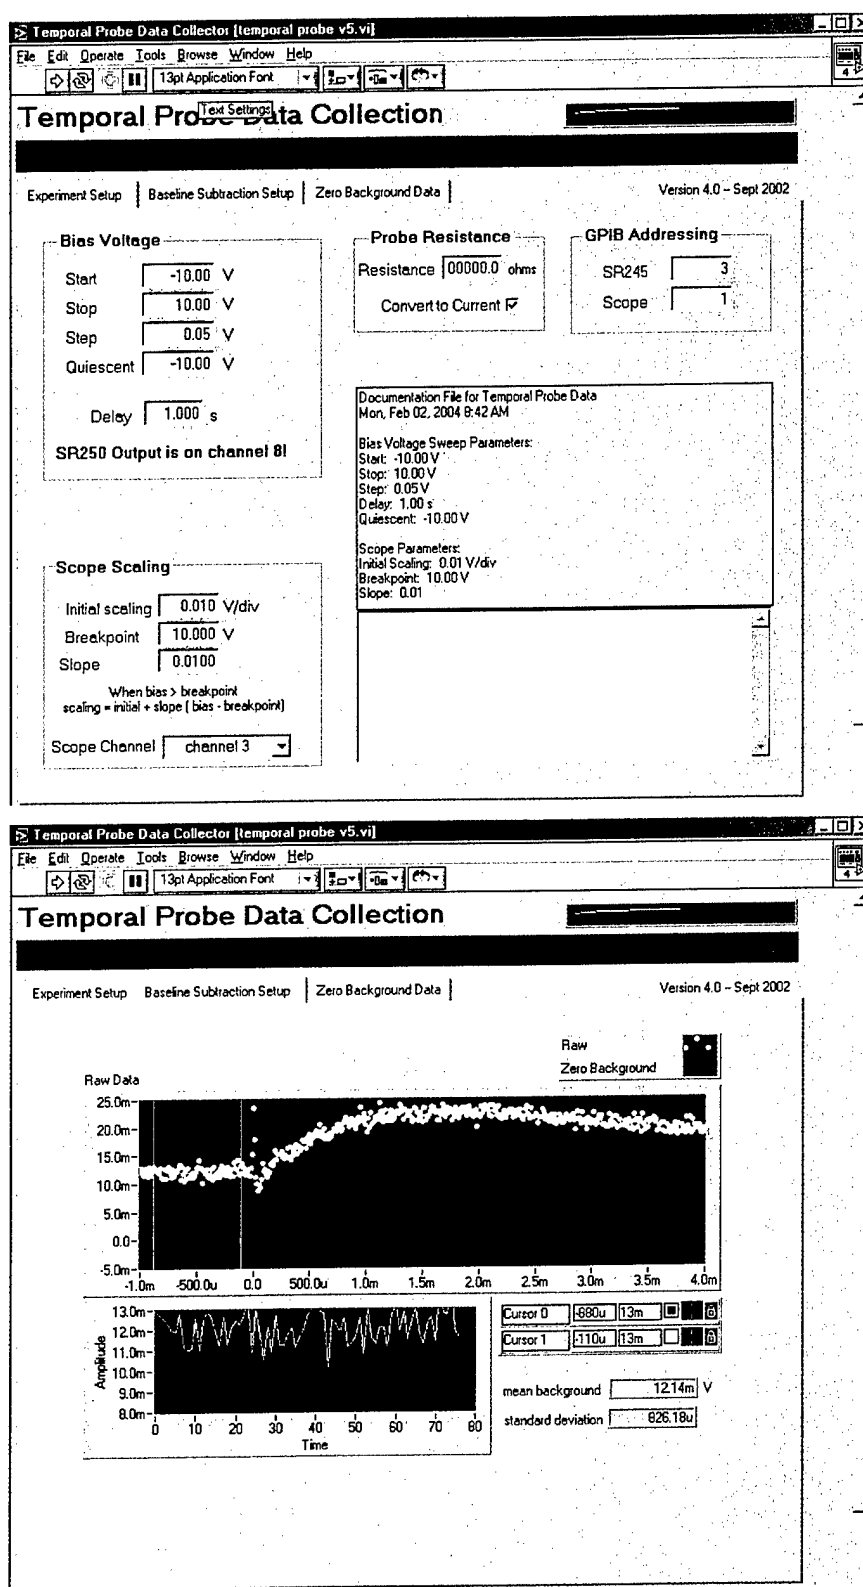 Temporal Probe Data Collector [temporal probe v5.vi]
File Edit Operate Tools Browse Window Help
13pt Application Font
4
Text Settings
Temporal Probe Data Collection
Experiment Setup Baseline Subtraction Setup Zero Background Data
Version 4.0 – Sept 2002
Bias Voltage
Start -10.00 V
Stop 10.00 V
Step 0.05 V
Quiescent -10.00 V
Delay 1.000 s
SR250 Output is on channel 8!
Probe Resistance
Resistance 00000.0 ohms
Convert to Current
GPIB Addressing
SR245 3
Scope 1
Documentation File for Temporal Probe Data
Mon, Feb 02, 2004 8:42 AM
Bias Voltage Sweep Parameters:
Start: -10.00 V
Stop: 10.00 V
Step: 0.05 V
Delay: 1.00 s
Quiescent: -10.00 V
Scope Parameters:
Initial Scaling: 0.01 V/div
Breakpoint: 10.00 V
Slope: 0.01
Scope Scaling
Initial scaling 0.010 V/div
Breakpoint 10.000 V
Slope 0.0100
When bias > breakpoint
scaling = initial + slope ( bias - breakpoint)
Scope Channel channel 3
Temporal Probe Data Collector [temporal probe v5.vi]
File Edit Operate Tools Browse Window Help
13pt Application Font
4
Temporal Probe Data Collection
Experiment Setup Baseline Subtraction Setup Zero Background Data
Version 4.0 – Sept 2002
Raw
Zero Background
Raw Data
25.0m
20.0m
15.0m
10.0m
5.0m
0.0
-5.0m
-1.0m -500.0u 0.0 500.0u 1.0m 1.5m 2.0m 2.5m 3.0m 3.5m 4.0m
13.0m
12.0m
11.0m
10.0m
9.0m
8.0m
Amplitude
0 10 20 30 40 50 60 70 80
Time
Cursor 0 -880u 13m
Cursor 1 -110u 13m
mean background 12.14m V
standard deviation 826.18u